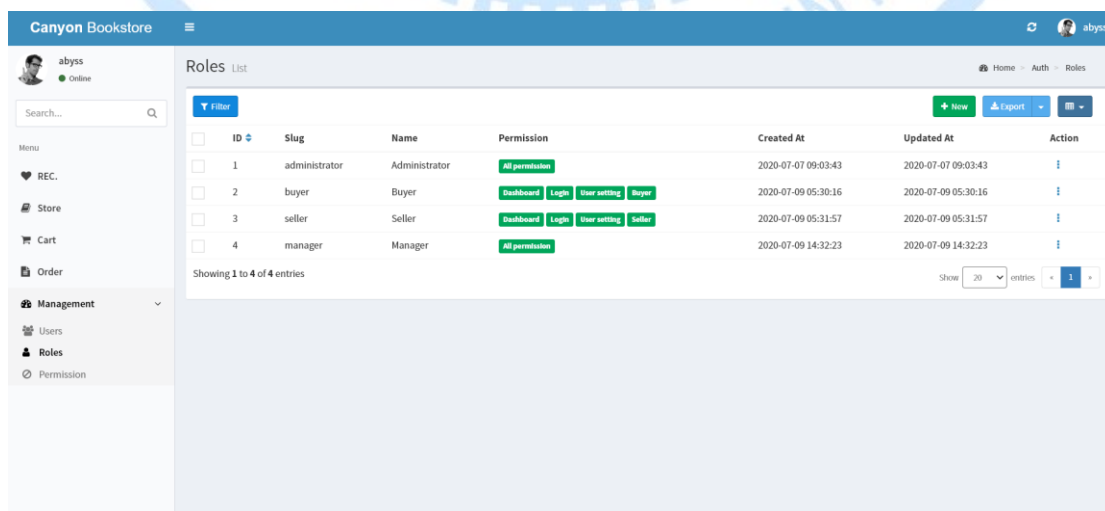 Canyon Bookstore
abyss
abyss
Online
Search...
Menu
REC.
Store
Cart
Order
Management
Users
Roles
Permission
Roles List
Home > Auth > Roles
Filter
New Export
ID Slug Name Permission Created At Updated At Action
1 administrator Administrator All permission 2020-07-07 09:03:43 2020-07-07 09:03:43
2 buyer Buyer Dashboard Login User setting Buyer 2020-07-09 05:30:16 2020-07-09 05:30:16
3 seller Seller Dashboard Login User setting Seller 2020-07-09 05:31:57 2020-07-09 05:31:57
4 manager Manager All permission 2020-07-09 14:32:23 2020-07-09 14:32:23
Showing 1 to 4 of 4 entries
Show 20 entries « 1 »